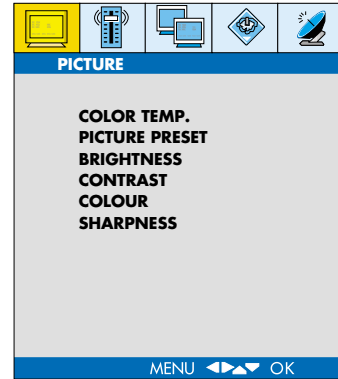 PICTURE
COLOR TEMP.
PICTURE PRESET
BRIGHTNESS
CONTRAST
COLOUR
SHARPNESS
MENU ◀▶▲▼ OK